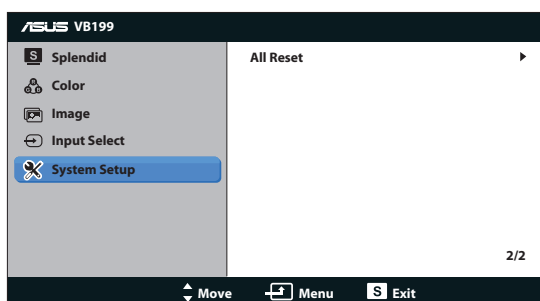 ASUS VB199
S Splendid
Color
Image
Input Select
System Setup
All Reset
2/2
Move Menu S Exit